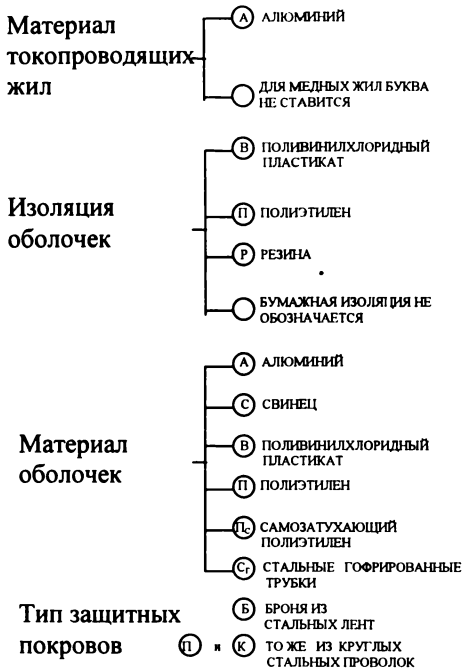 Материал
токопроводящих
жил
А АЛЮМИНИЙ
ДЛЯ МЕДНЫХ ЖИЛ БУКВА
НЕ СТАВИТСЯ
Изоляция
оболочек
В ПОЛИВИНИЛХЛОРИДНЫЙ
ПЛАСТИКАТ
П ПОЛИЭТИЛЕН
Р РЕЗИНА
БУМАЖНАЯ ИЗОЛЯЦИЯ НЕ
ОБОЗНАЧАЕТСЯ
Материал
оболочек
А АЛЮМИНИЙ
С СВИНЕЦ
В ПОЛИВИНИЛХЛОРИДНЫЙ
ПЛАСТИКАТ
П ПОЛИЭТИЛЕН
Пс САМОЗАТУХАЮЩИЙ
ПОЛИЭТИЛЕН
Сг СТАЛЬНЫЕ ГОФРИРОВАННЫЕ
ТРУБКИ
Тип защитных
покровов
Б БРОНЯ ИЗ
СТАЛЬНЫХ ЛЕНТ
П и К ТО ЖЕ ИЗ КРУГЛЫХ
СТАЛЬНЫХ ПРОВОЛОК